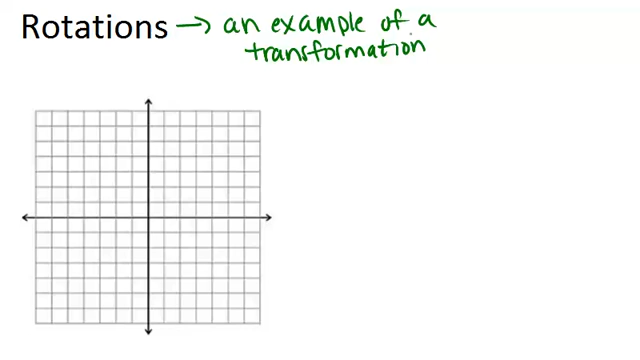 Rotations → an example of a
transformation